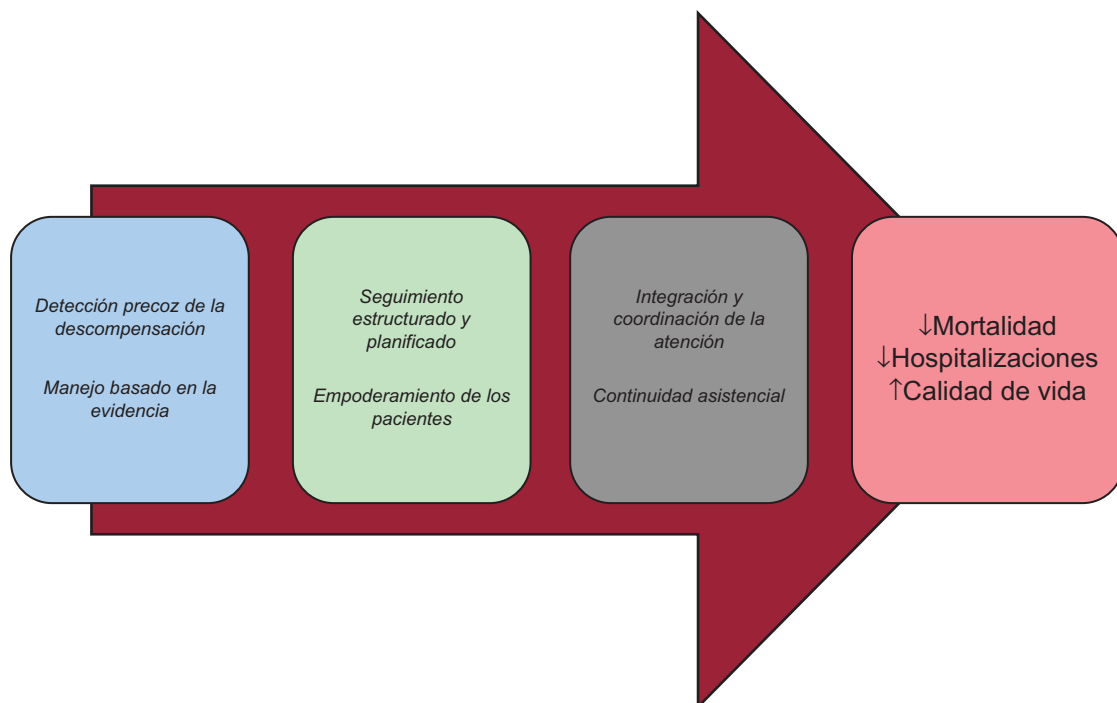 Detección precoz de la
descompensación
Manejo basado en la
evidencia
Seguimiento
estructurado y
planificado
Empoderamiento de los
pacientes
Integración y
coordinación de la
atención
Continuidad asistencial
↓Mortalidad
↓Hospitalizaciones
↑Calidad de vida